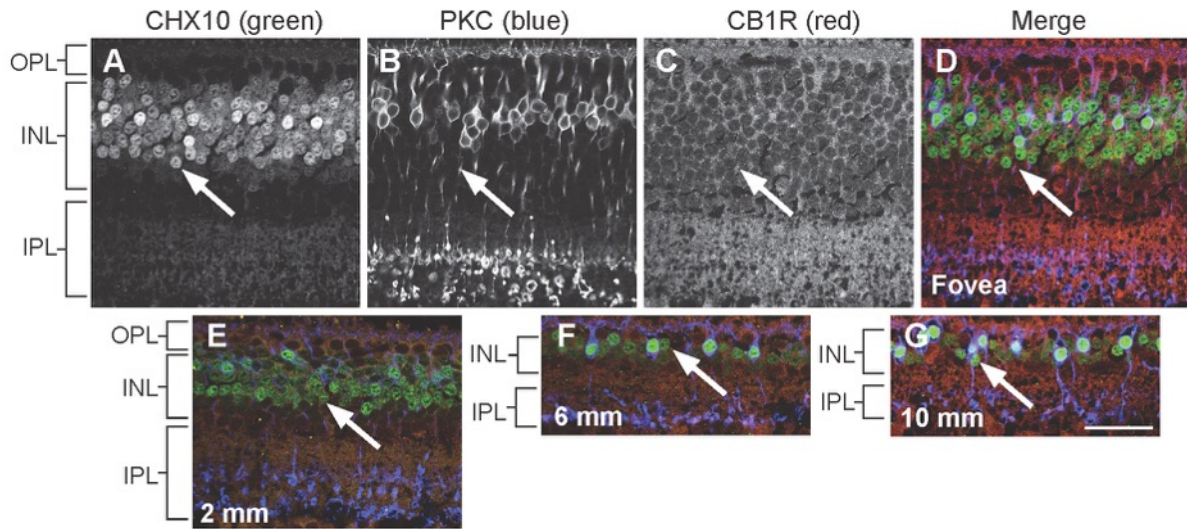 CHX10 (green) PKC (blue) CB1R (red) Merge
A B C D
OPL
INL
IPL
Fovea
E F G
OPL
INL INL INL
IPL IPL IPL
2 mm 6 mm 10 mm